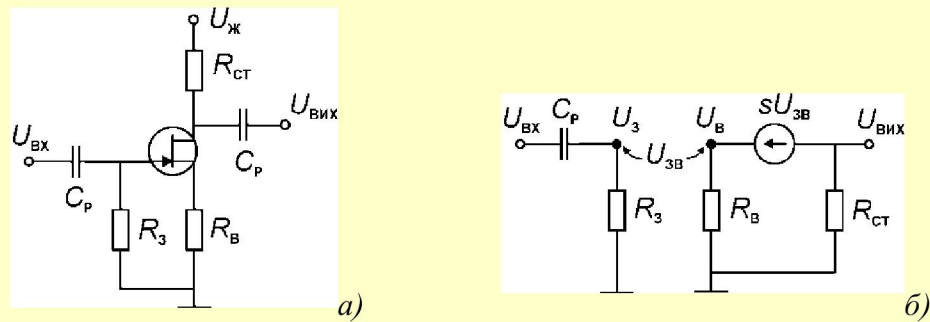 Uж
Rст
Uвих
Uвх
Cр
Cр
Rз
Rв
а)
Uвх
Cр
Uз
Uзв
Uв
sUзв
Uвих
Rз
Rв
Rст
б)